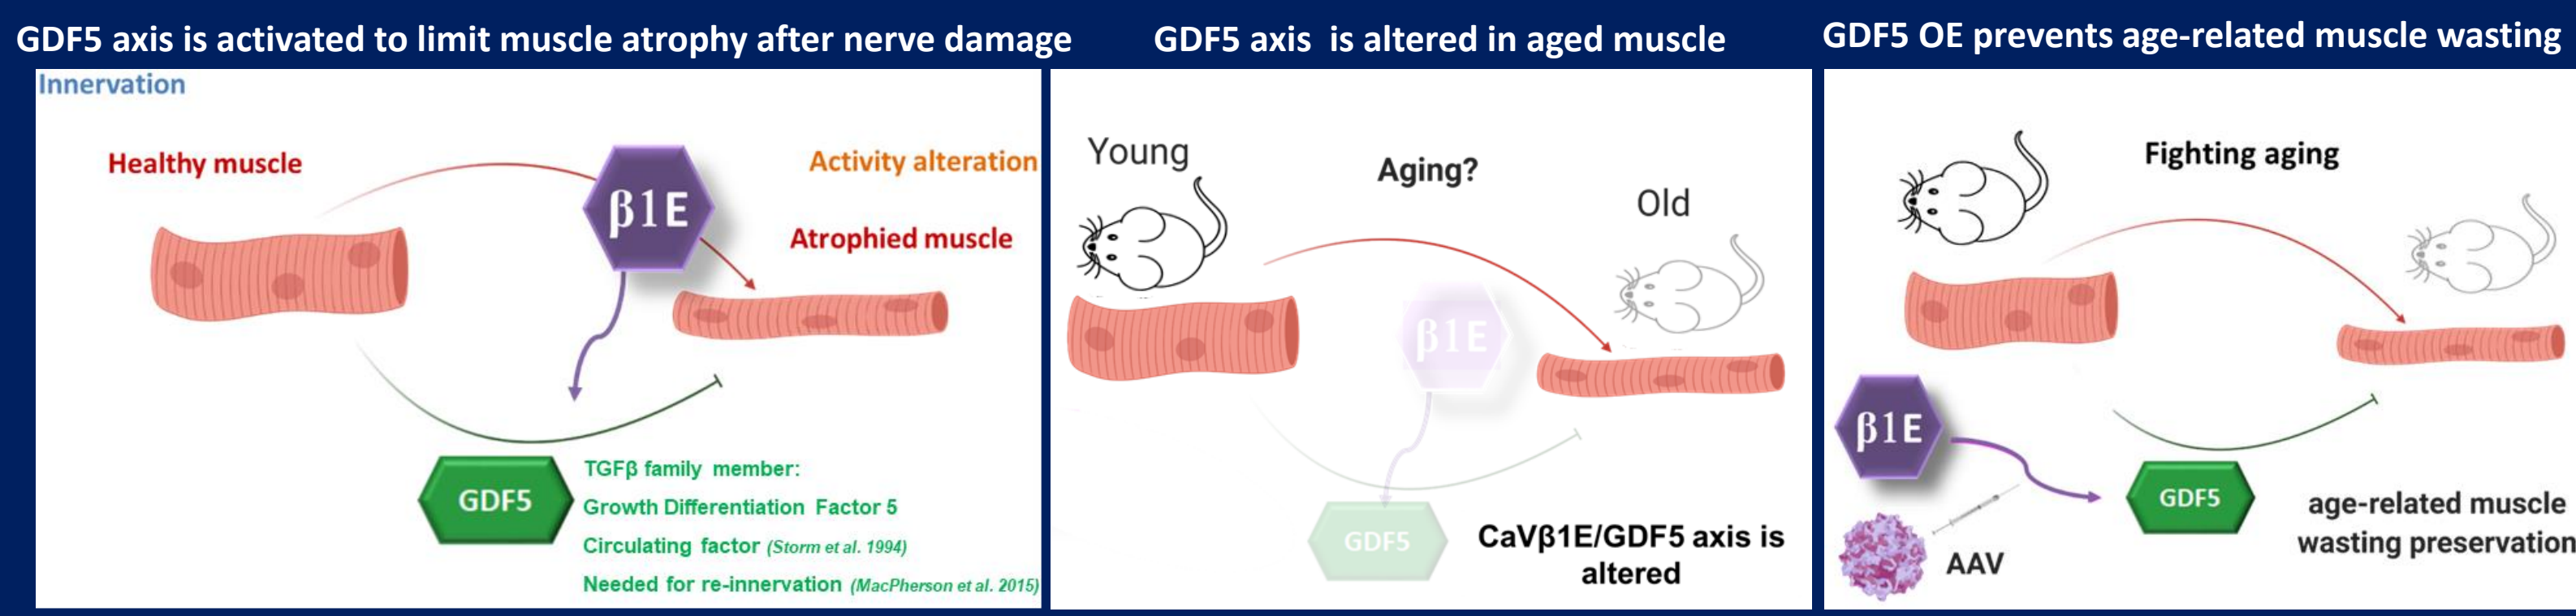 GDF5 axis is activated to limit muscle atrophy after nerve damage
Innervation
Healthy muscle
β1E
Activity alteration
Atrophied muscle
GDF5
TGFβ family member:
Growth Differentiation Factor 5
Circulating factor (Storm et al. 1994)
Needed for re-innervation (MacPherson et al. 2015)
GDF5 axis is altered in aged muscle
Young
Aging?
Old
β1E
GDF5
CaVβ1E/GDF5 axis is
altered
GDF5 OE prevents age-related muscle wasting
Fighting aging
β1E
AAV
GDF5
age-related muscle
wasting preservation